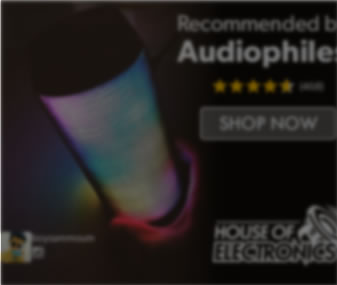 Recommended b
Audiophiles
SHOP NOW
HOUSE OF
ELECTRONICS